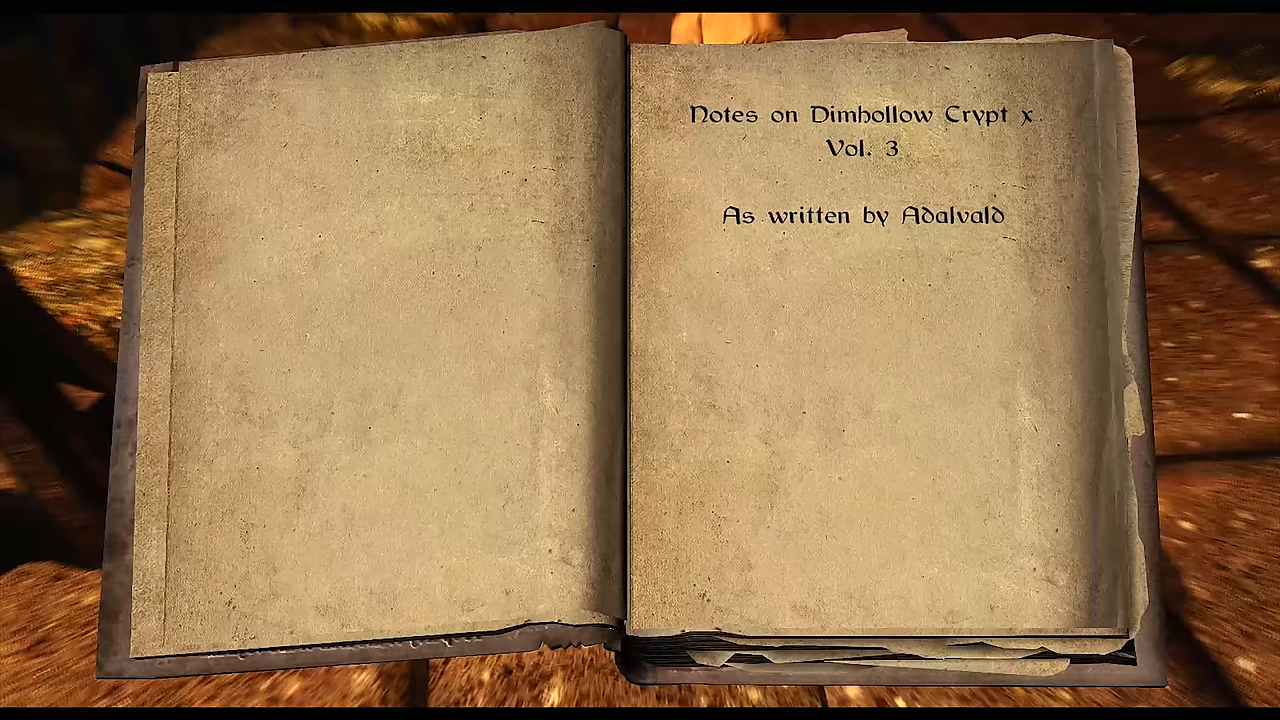 Notes on Dimhollow Crypt x
Vol. 3
As written by Adalvald